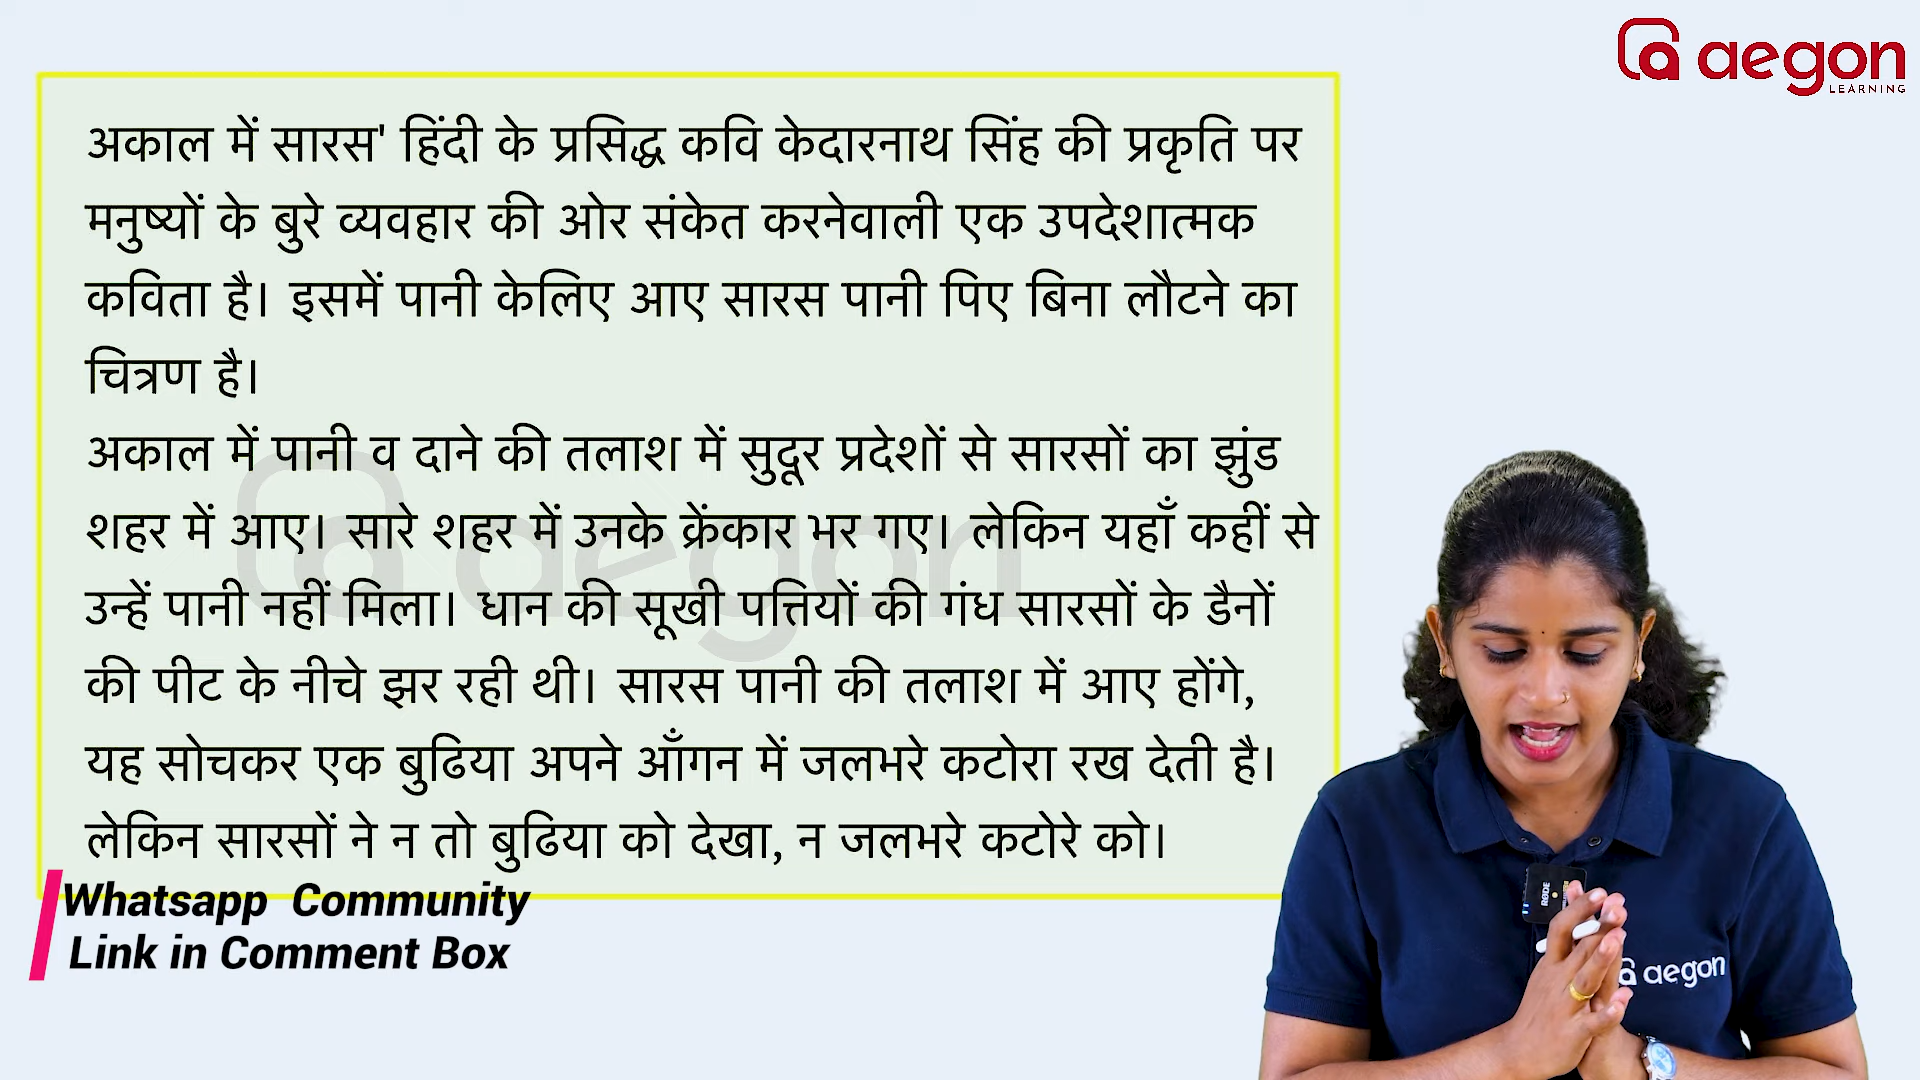 aegon
LEARNING
अकाल में सारस' हिंदी के प्रसिद्ध कवि केदारनाथ सिंह की प्रकृति पर
मनुष्यों के बुरे व्यवहार की ओर संकेत करनेवाली एक उपदेशात्मक
कविता है। इसमें पानी केलिए आए सारस पानी पिए बिना लौटने का
चित्रण है।
अकाल में पानी व दाने की तलाश में सुदूर प्रदेशों से सारसों का झुंड
शहर में आए। सारे शहर में उनके क्रेंकार भर गए। लेकिन यहाँ कहीं से
उन्हें पानी नहीं मिला। धान की सूखी पत्तियों की गंध सारसों के डैनों
की पीट के नीचे झर रही थी। सारस पानी की तलाश में आए होंगे,
यह सोचकर एक बुढिया अपने आँगन में जलभरे कटोरा रख देती है।
लेकिन सारसों ने न तो बुढिया को देखा, न जलभरे कटोरे को।
aegon
Whatsapp Community
Link in Comment Box
RØDE
aegon